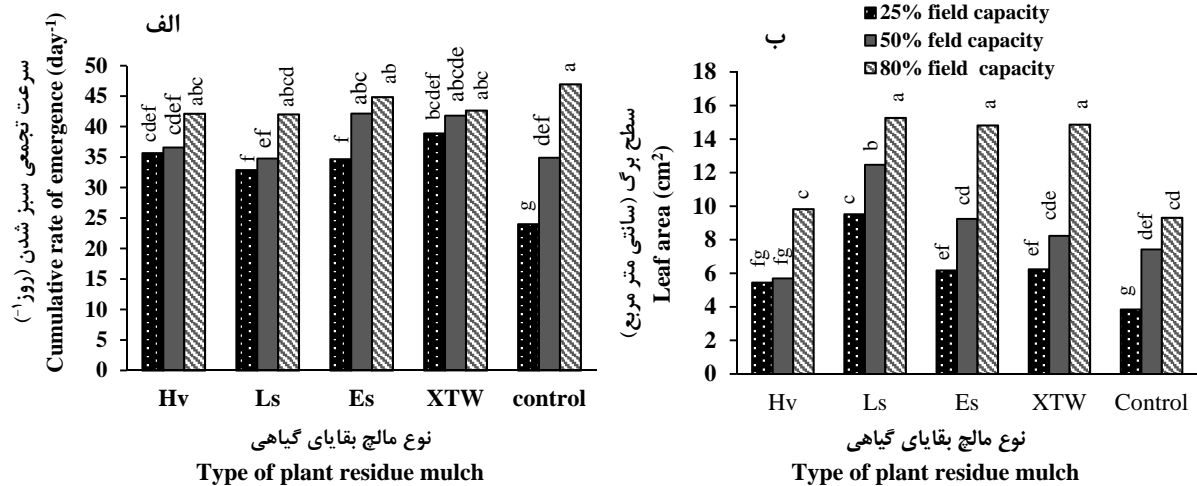 الف
سرعت تجمعی سبز شدن (روز⁻¹)
Cumulative rate of emergence (day⁻¹)
50
45
40
35
30
25
20
15
10
5
0
cdef cdef abc
f ef abcd
f abc ab
bcdef abcde abc
g def a
Hv Ls Es XTW control
نوع مالچ بقایای گیاهی
Type of plant residue mulch
ب
25% field capacity
50% feld capacity
80% field capacity
سطح برگ (سانتی متر مربع)
Leaf area (cm²)
18
16
14
12
10
8
6
4
2
0
fg fg c
c b a
ef cd a
ef cde a
g def cd
Hv Ls Es XTW Control
نوع مالچ بقایای گیاهی
Type of plant residue mulch